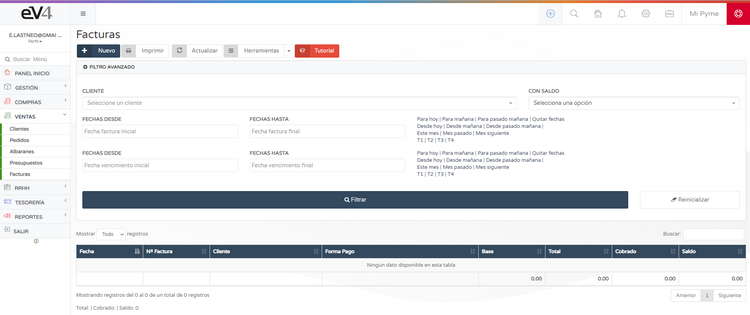 eV4
Mi Pyme
E.LASTNEO@GMAI ...
Perfil
Buscar Menú
PANEL INICIO
GESTIÓN
COMPRAS
VENTAS
Clientes
Pedidos
Albaranes
Presupuestos
Facturas
RRHH
TESORERÍA
REPORTES
SALIR
Facturas
Nuevo
Imprimir
Actualizar
Herramientas
Tutorial
FILTRO AVANZADO
CLIENTE
CON SALDO
Seleccione un cliente
Selecciona una opción
FECHAS DESDE
FECHAS HASTA
Fecha factura inicial
Fecha factura final
Para hoy | Para mañana | Para pasado mañana | Quitar fechas
Desde hoy | Desde mañana | Desde pasado mañana |
Este mes | Mes pasado | Mes siguiente
T1 | T2 | T3 | T4
FECHAS DESDE
FECHAS HASTA
Fecha vencimiento inicial
Fecha vencimiento final
Para hoy | Para mañana | Para pasado mañana | Quitar fechas
Desde hoy | Desde mañana | Desde pasado mañana |
Este mes | Mes pasado | Mes siguiente
T1 | T2 | T3 | T4
Filtrar
Reinicializar
Mostrar: Todo registros
Buscar:
Fecha Nº Factura Cliente Forma Pago Base Total Cobrado Saldo
Ningún dato disponible en esta tabla
0.00 0.00 0.00 0.00
Mostrando registros del 0 al 0 de un total de 0 registros
Anterior 1 Siguiente
Total: | Cobrado: | Saldo: 0